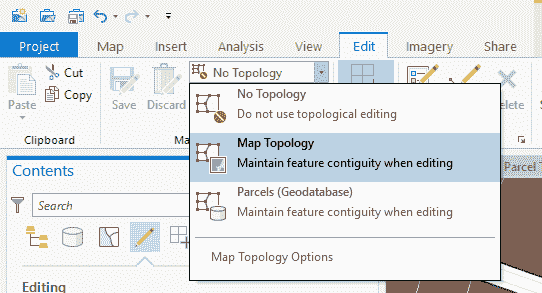 Project Map Insert Analysis View Edit Imagery Share
Cut
Copy
Paste
Save Discard
No Topology
Clipboard
No Topology
Do not use topological editing
Map Topology
Maintain feature contiguity when editing
Parcels (Geodatabase)
Maintain feature contiguity when editing
Map Topology Options
Contents
Search
Editing
Parcel